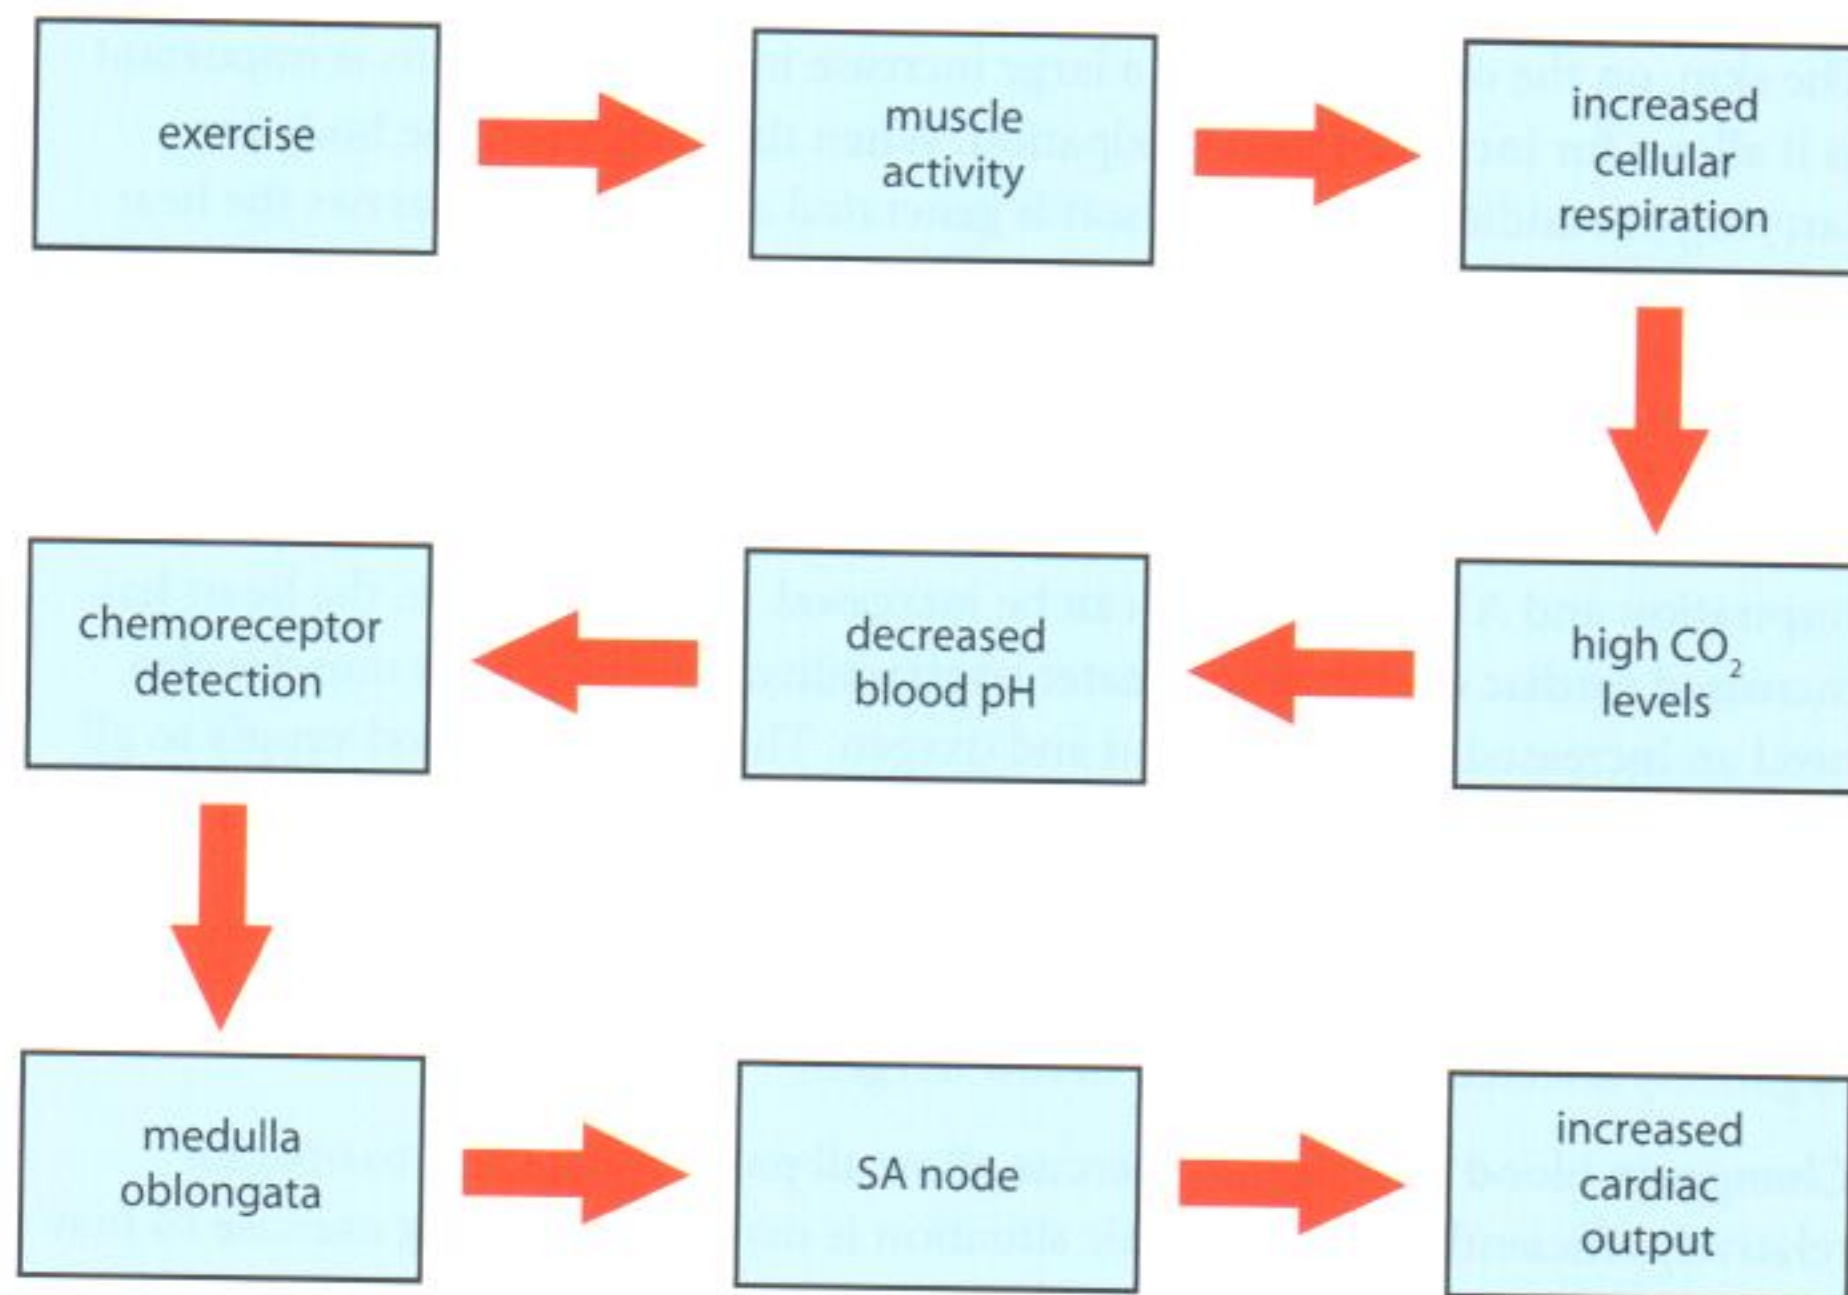 exercise
muscle
activity
increased
cellular
respiration
high CO₂
levels
decreased
blood pH
chemoreceptor
detection
medulla
oblongata
SA node
increased
cardiac
output